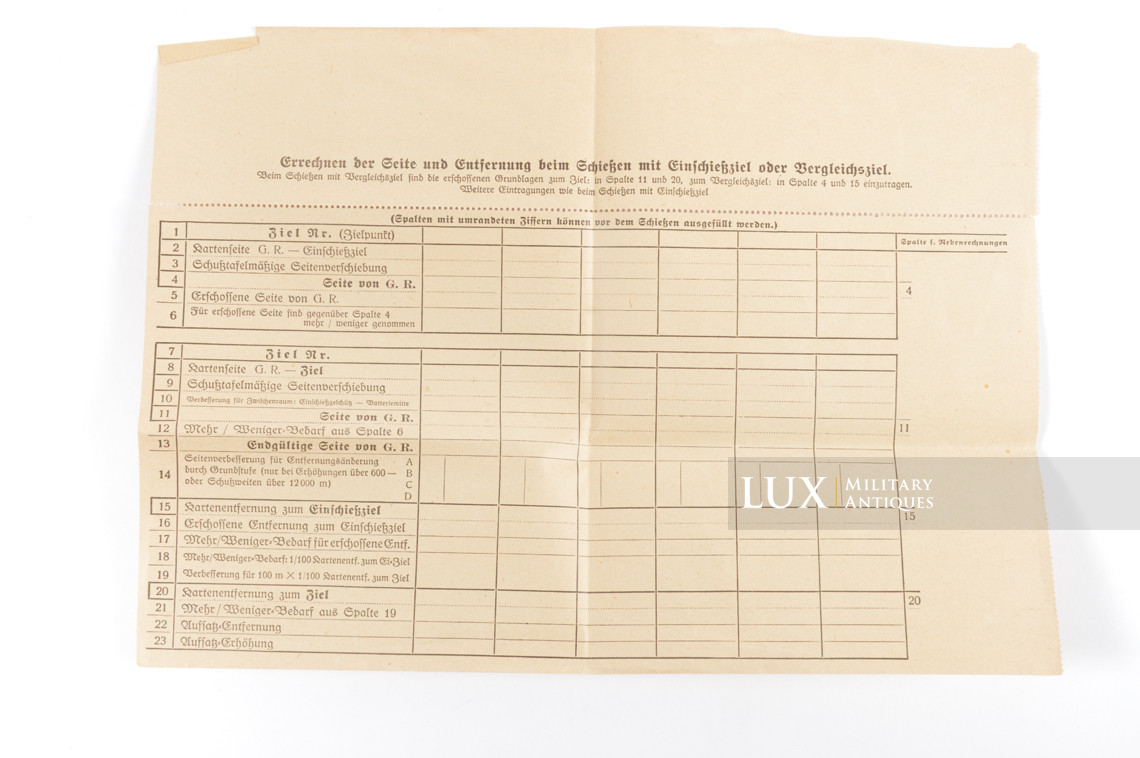 Errechnen der Seite und Entfernung beim Schießen mit Einschießziel oder Vergleichsziel.
Beim Schießen mit Vergleichsziel sind die erschossenen Grundlagen zum Ziel: in Spalte 11 und 20, zum Vergleichsziel: in Spalte 4 und 15 einzutragen.
Weitere Eintragungen wie beim Schießen mit Einschießziel
(Spalten mit umrandeten Ziffern können vor dem Schießen ausgefüllt werden.)
1 Ziel Nr. (Zielpunkt)
Spalte f. Nebenrechnungen
2 Kartenseite G. R. — Einschießziel
3 Schußtafelmäßige Seitenverschiebung
4 Seite von G. R.
4
5 Erschossene Seite von G. R.
6 Für erschossene Seite sind gegenüber Spalte 4
mehr / weniger genommen
7 Ziel Nr.
8 Kartenseite G. R. — Ziel
9 Schußtafelmäßige Seitenverschiebung
10 Verbesserung für Zwischenraum: Einschießgeschütz — Batteriemitte
11 Seite von G. R.
11
12 Mehr / Weniger-Bedarf aus Spalte 6
13 Endgültige Seite von G. R.
14 Seitenverbesserung für Entfernungsänderung A
durch Grundstufe (nur bei Erhöhungen über 600 — B
oder Schußweiten über 12 000 m) C
D
LUX MILITARY ANTIQUES
15 Kartenentfernung zum Einschießziel
15
16 Erschossene Entfernung zum Einschießziel
17 Mehr/Weniger-Bedarf für erschossene Entf.
18 Mehr/Weniger-Bedarf: 1/100 Kartenentf. zum Ei-Ziel
19 Verbesserung für 100 m × 1/100 Kartenentf. zum Ziel
20 Kartenentfernung zum Ziel
20
21 Mehr / Weniger-Bedarf aus Spalte 19
22 Aufsatz-Entfernung
23 Aufsatz-Erhöhung